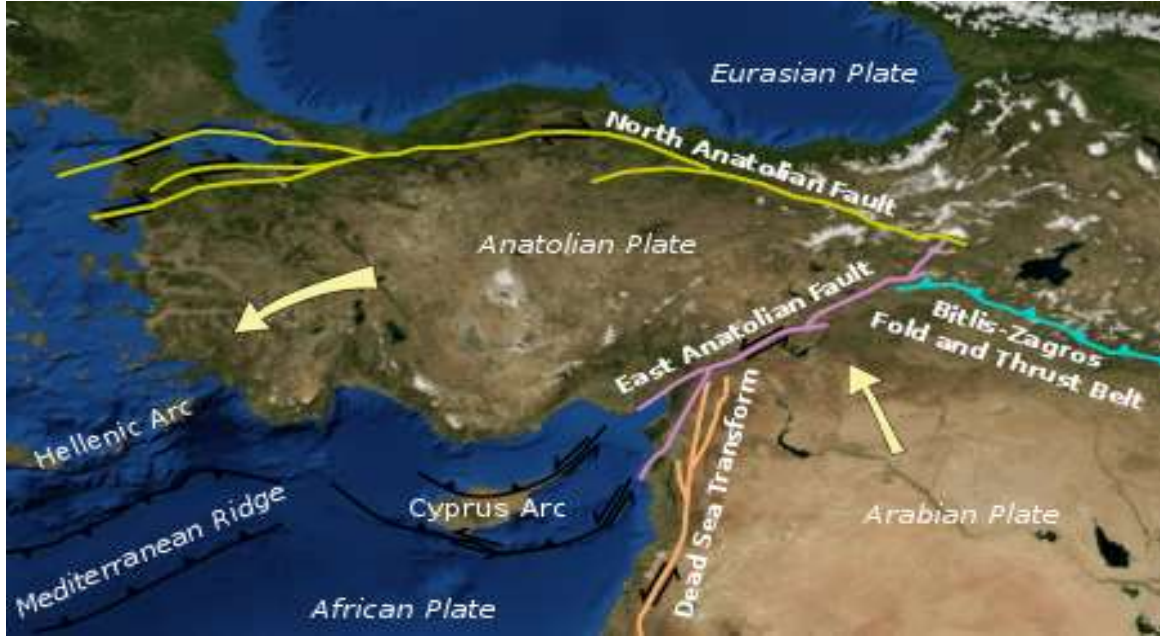 Eurasian Plate
North Anatolian Fault
Anatolian Plate
East Anatolian Fault
Bitlis-Zagros
Fold and Thrust Belt
Hellenic Arc
Dead Sea Transform
Cyprus Arc
Mediterranean Ridge
Arabian Plate
African Plate